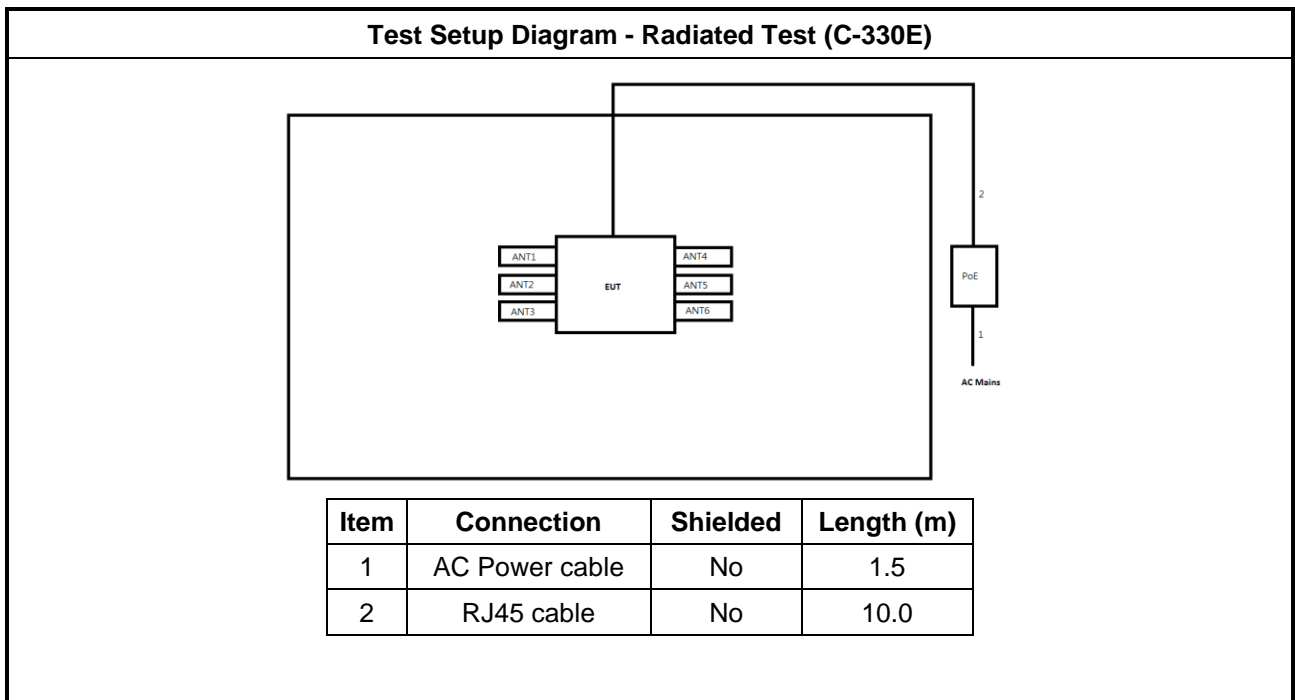 Test Setup Diagram - Radiated Test (C-330E)
2
ANT1 ANT4
ANT2 EUT ANT5 PoE
ANT3 ANT6
1
AC Mains
Item Connection Shielded Length (m)
1 AC Power cable No 1.5
2 RJ45 cable No 10.0